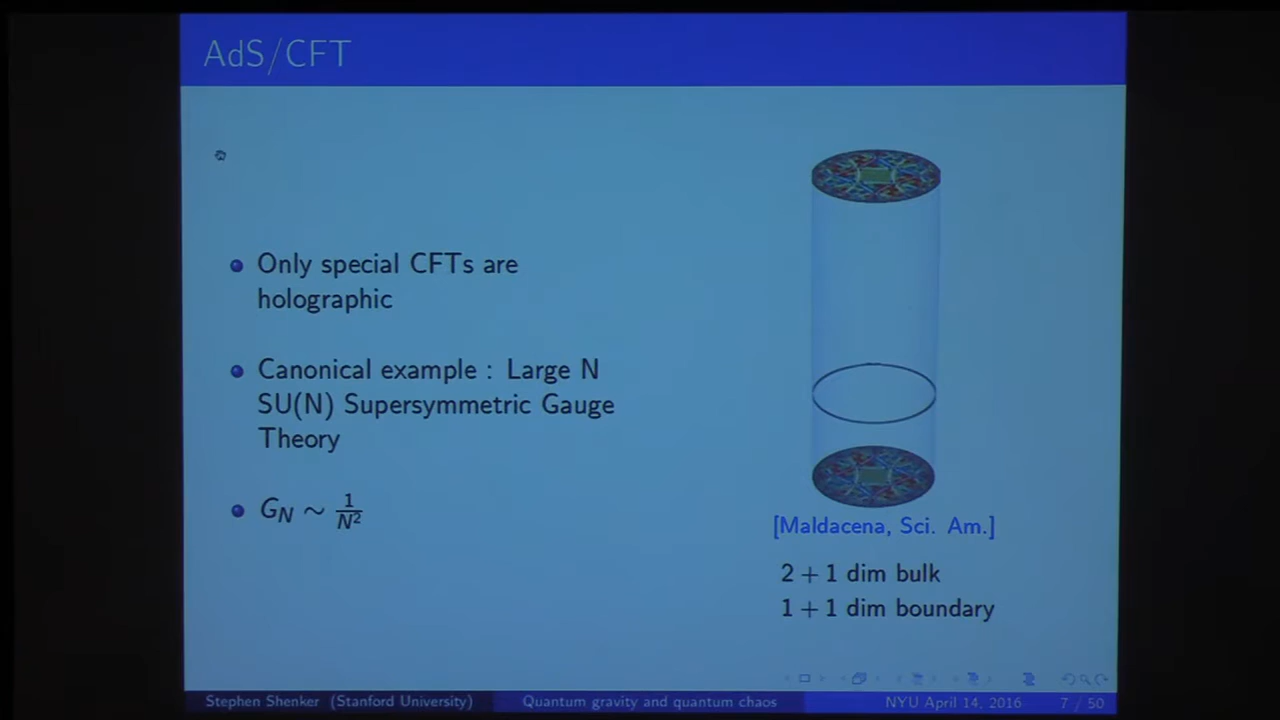 AdS/CFT
Only special CFTs are
holographic
Canonical example : Large N
SU(N) Supersymmetric Gauge
Theory
G_N ∼ 1/N²
[Maldacena, Sci. Am.]
2 + 1 dim bulk
1 + 1 dim boundary
Stephen Shenker (Stanford University)
Quantum gravity and quantum chaos
NYU April 14, 2016
7 / 50